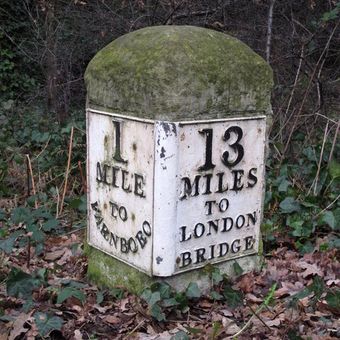 1
MILE
TO
FARNBORO
13
MILES
TO
LONDON
BRIDGE